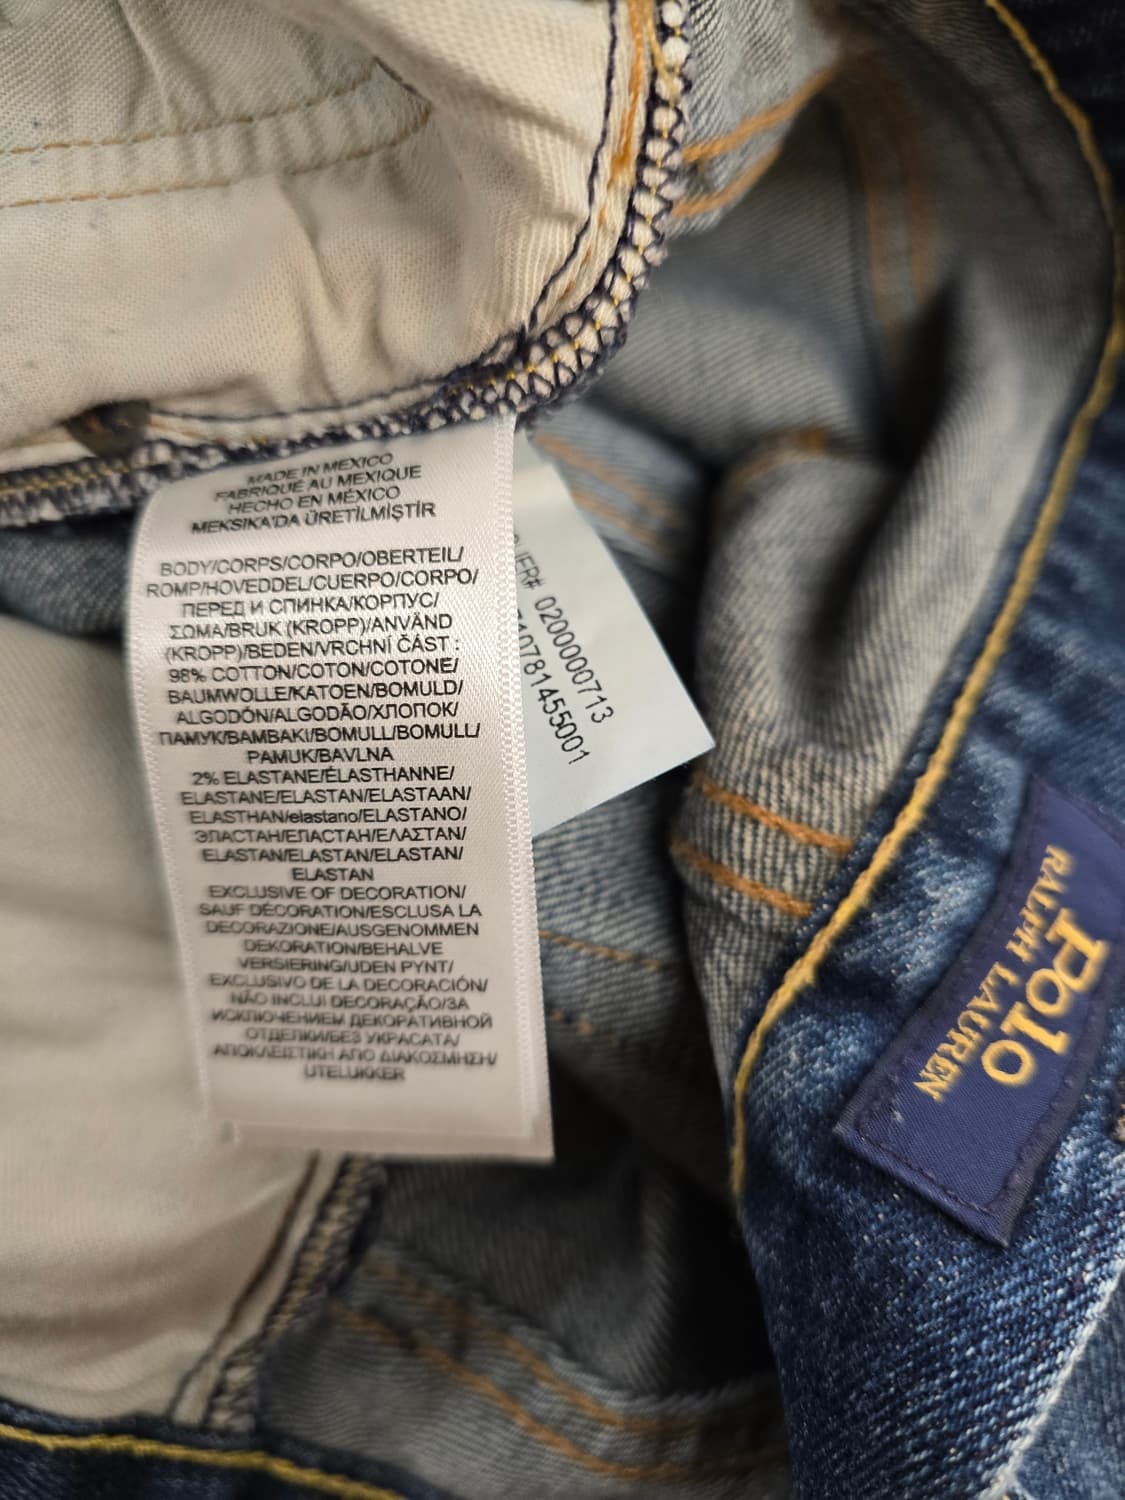 MADE IN MEXICO
FABRIQUÉ AU MEXIQUE
HECHO EN MÉXICO
MEKSIKA'DA ÜRETİLMİŞTİR
BODY/CORPS/CORPO/OBERTEIL/
ROMP/HOVEDDEL/CUERPO/CORPO/
ПЕРЕД И СПИНКА/КОРПУС/
ΣΩΜΑ/BRUK (KROPP)/ANVÄND
(KROPP)/BEDEN/VRCHNÍ ČÁST :
98% COTTON/COTON/COTONE/
BAUMWOLLE/KATOEN/BOMULD/
ALGODÓN/ALGODÃO/ХЛОПОК/
ПАМУК/BAMBAKI/BOMULL/BOMULL/
PAMUK/BAVLNA
2% ELASTANE/ÉLASTHANNE/
ELASTANE/ELASTAN/ELASTAAN/
ELASTHAN/elastano/ELASTANO/
ЭЛАСТАН/ЕЛАСТАН/ΕΛΑΣΤΑΝ/
ELASTAN/ELASTAN/ELASTAN/
ELASTAN
EXCLUSIVE OF DECORATION/
SAUF DÉCORATION/ESCLUSA LA
DECORAZIONE/AUSGENOMMEN
DEKORATION/BEHALVE
VERSIERING/UDEN PYNT/
EXCLUSIVO DE LA DECORACIÓN/
NÃO INCLUI DECORAÇÃO/ЗА
ИСКЛЮЧЕНИЕМ ДЕКОРАТИВНОЙ
ОТДЕЛКИ/БЕЗ УКРАСАТА/
ΑΠΟΚΛΕΙΣΤΙΚΗ ΑΠΟ ΔΙΑΚΟΣΜΗΣΗ/
UTELUKKER
0200000713
710781455001
Polo
RALPH LAUREN